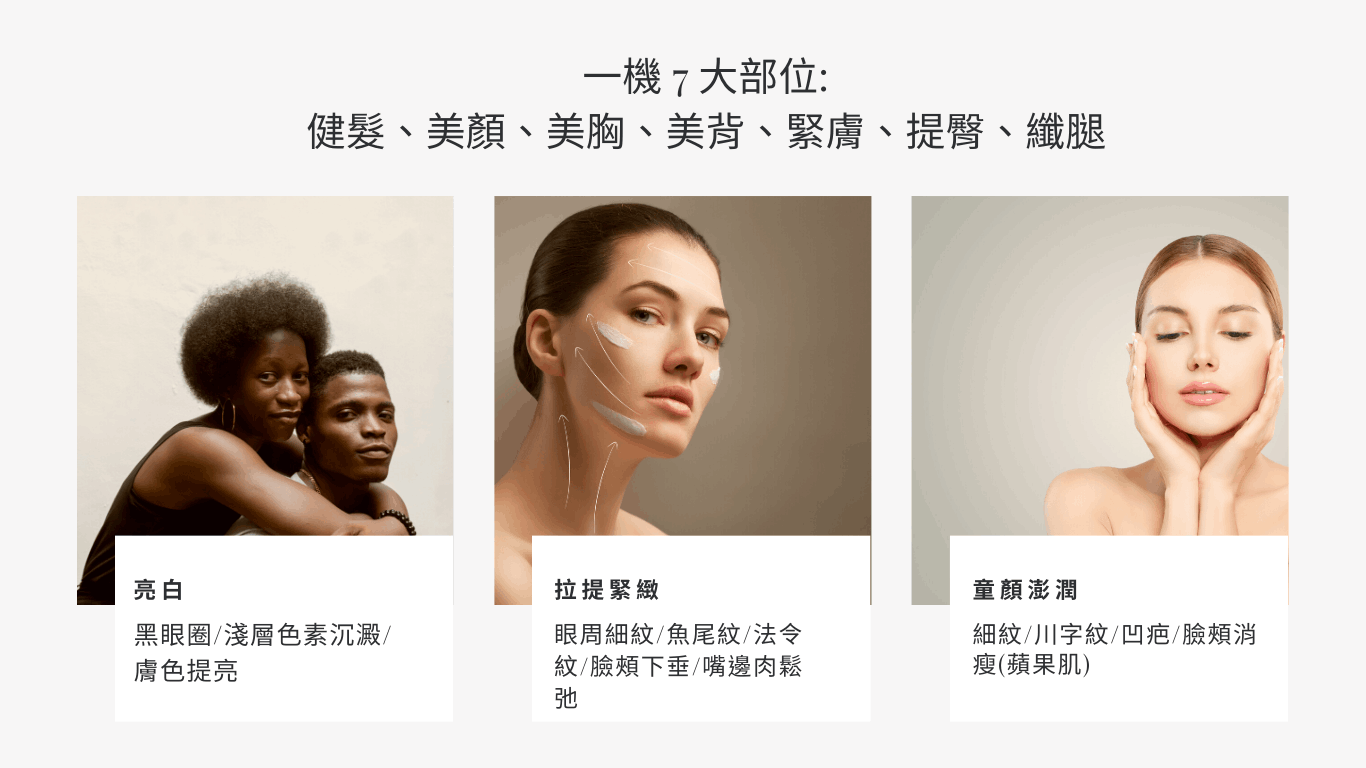 一機 7 大部位:
健髮、美顏、美胸、美背、緊膚、提臀、纖腿
亮白
黑眼圈/淺層色素沉澱/
膚色提亮
拉提緊緻
眼周細紋/魚尾紋/法令
紋/臉頰下垂/嘴邊肉鬆
弛
童顏澎潤
細紋/川字紋/凹疤/臉頰消
瘦(蘋果肌)